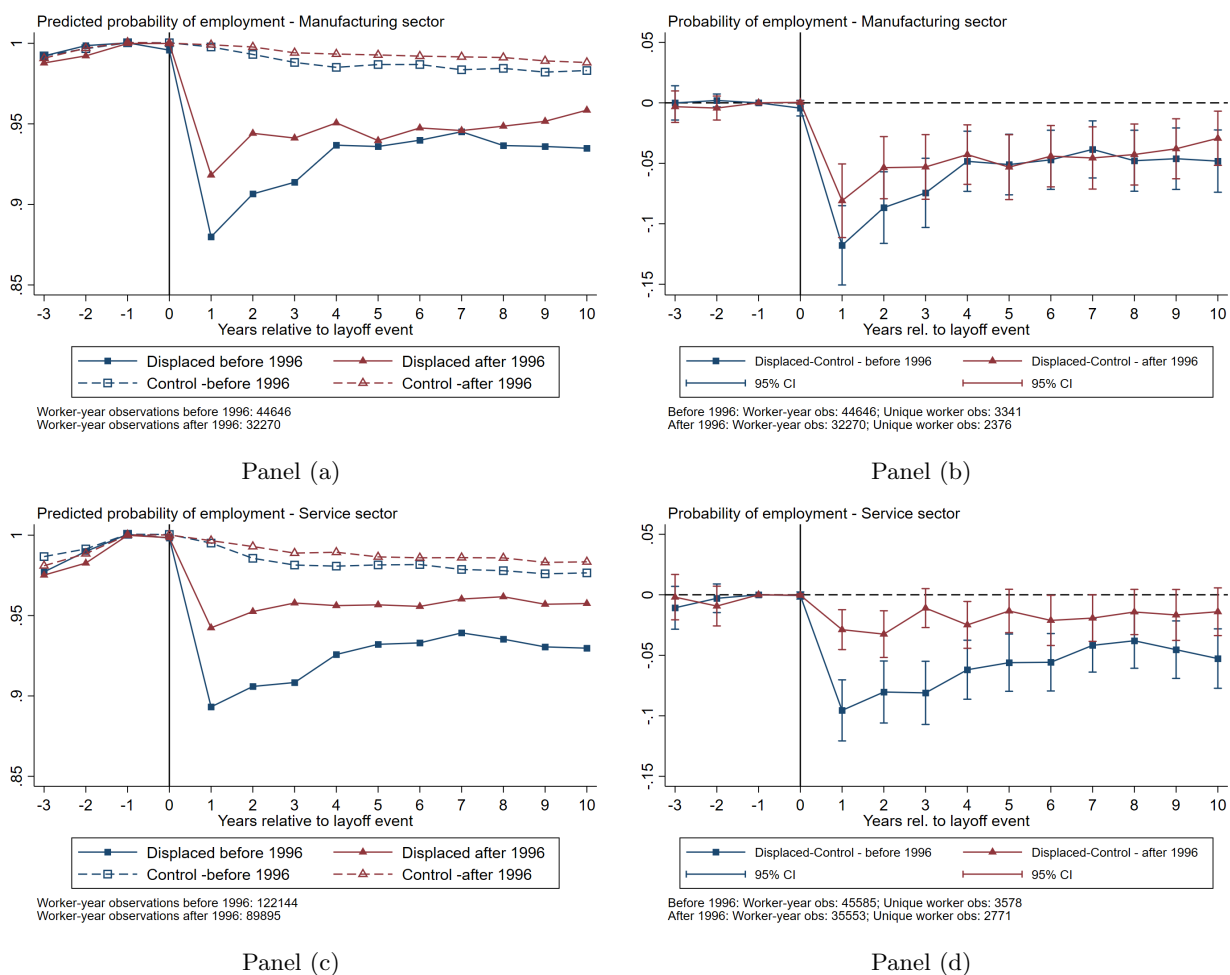 Predicted probability of employment - Manufacturing sector
1
.95
.9
.85
-3 -2 -1 0 1 2 3 4 5 6 7 8 9 10
Years relative to layoff event
Displaced before 1996 Displaced after 1996
Control -before 1996 Control -after 1996
Worker-year observations before 1996: 44646
Worker-year observations after 1996: 32270
Panel (a)
Probability of employment - Manufacturing sector
.05
0
-.05
-.1
-.15
-3 -2 -1 0 1 2 3 4 5 6 7 8 9 10
Years rel. to layoff event
Displaced-Control - before 1996 Displaced-Control - after 1996
95% CI 95% CI
Before 1996: Worker-year obs: 44646; Unique worker obs: 3341
After 1996: Worker-year obs: 32270; Unique worker obs: 2376
Panel (b)
Predicted probability of employment - Service sector
1
.95
.9
.85
-3 -2 -1 0 1 2 3 4 5 6 7 8 9 10
Years relative to layoff event
Displaced before 1996 Displaced after 1996
Control -before 1996 Control -after 1996
Worker-year observations before 1996: 122144
Worker-year observations after 1996: 89895
Panel (c)
Probability of employment - Service sector
.05
0
-.05
-.1
-.15
-3 -2 -1 0 1 2 3 4 5 6 7 8 9 10
Years rel. to layoff event
Displaced-Control - before 1996 Displaced-Control - after 1996
95% CI 95% CI
Before 1996: Worker-year obs: 45585; Unique worker obs: 3578
After 1996: Worker-year obs: 35553; Unique worker obs: 2771
Panel (d)